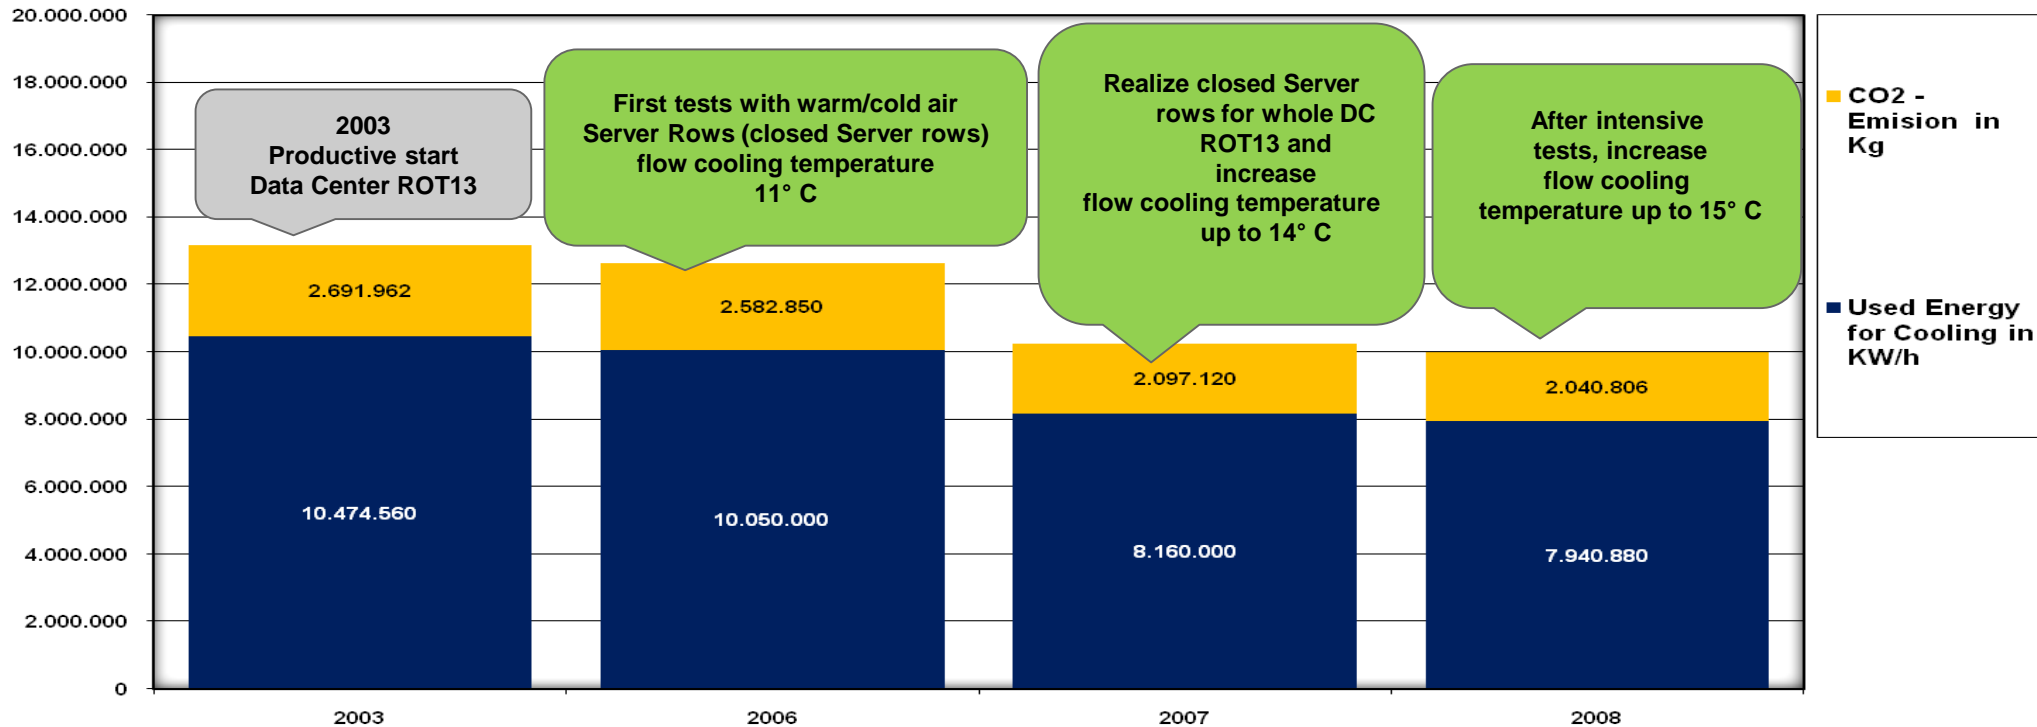 20.000.000
18.000.000
16.000.000
14.000.000
12.000.000
10.000.000
8.000.000
6.000.000
4.000.000
2.000.000
0
2003
Productive start
Data Center ROT13
First tests with warm/cold air
Server Rows (closed Server rows)
flow cooling temperature
11° C
Realize closed Server
rows for whole DC
ROT13 and
increase
flow cooling temperature
up to 14° C
After intensive
tests, increase
flow cooling
temperature up to 15° C
2.691.962
2.582.850
2.097.120
2.040.806
10.474.560
10.050.000
8.160.000
7.940.880
2003
2006
2007
2008
CO2 -
Emision in
Kg
Used Energy
for Cooling in
KW/h